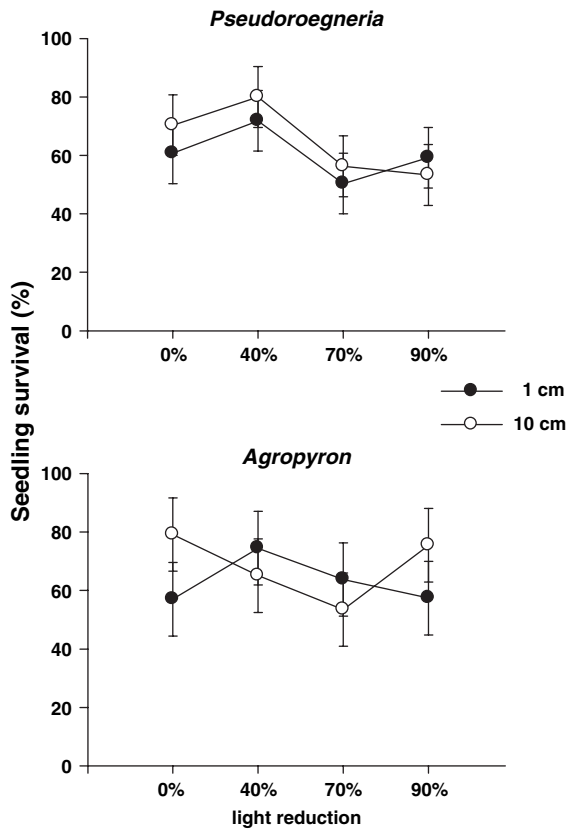 Pseudoroegneria
100
80
60
40
20
0
0% 40% 70% 90%
Seedling survival (%)
1 cm
10 cm
Agropyron
100
80
60
40
20
0
0% 40% 70% 90%
light reduction